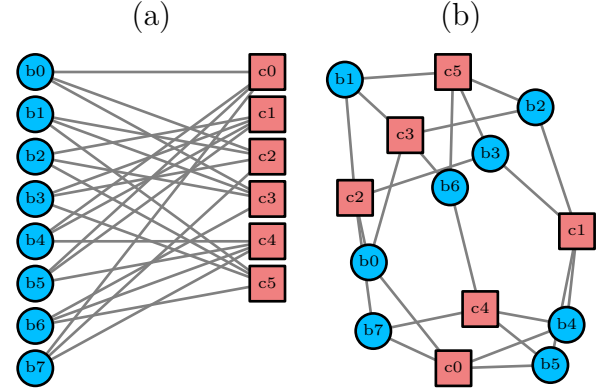 (a) (b)
b0 c0
b1 c1
b2 c2
b3 c3
b4 c4
b5 c5
b6
b7
b1 c5
b2
c3
b3
b6
c2
c1
b0
c4
b7 b4
c0 b5